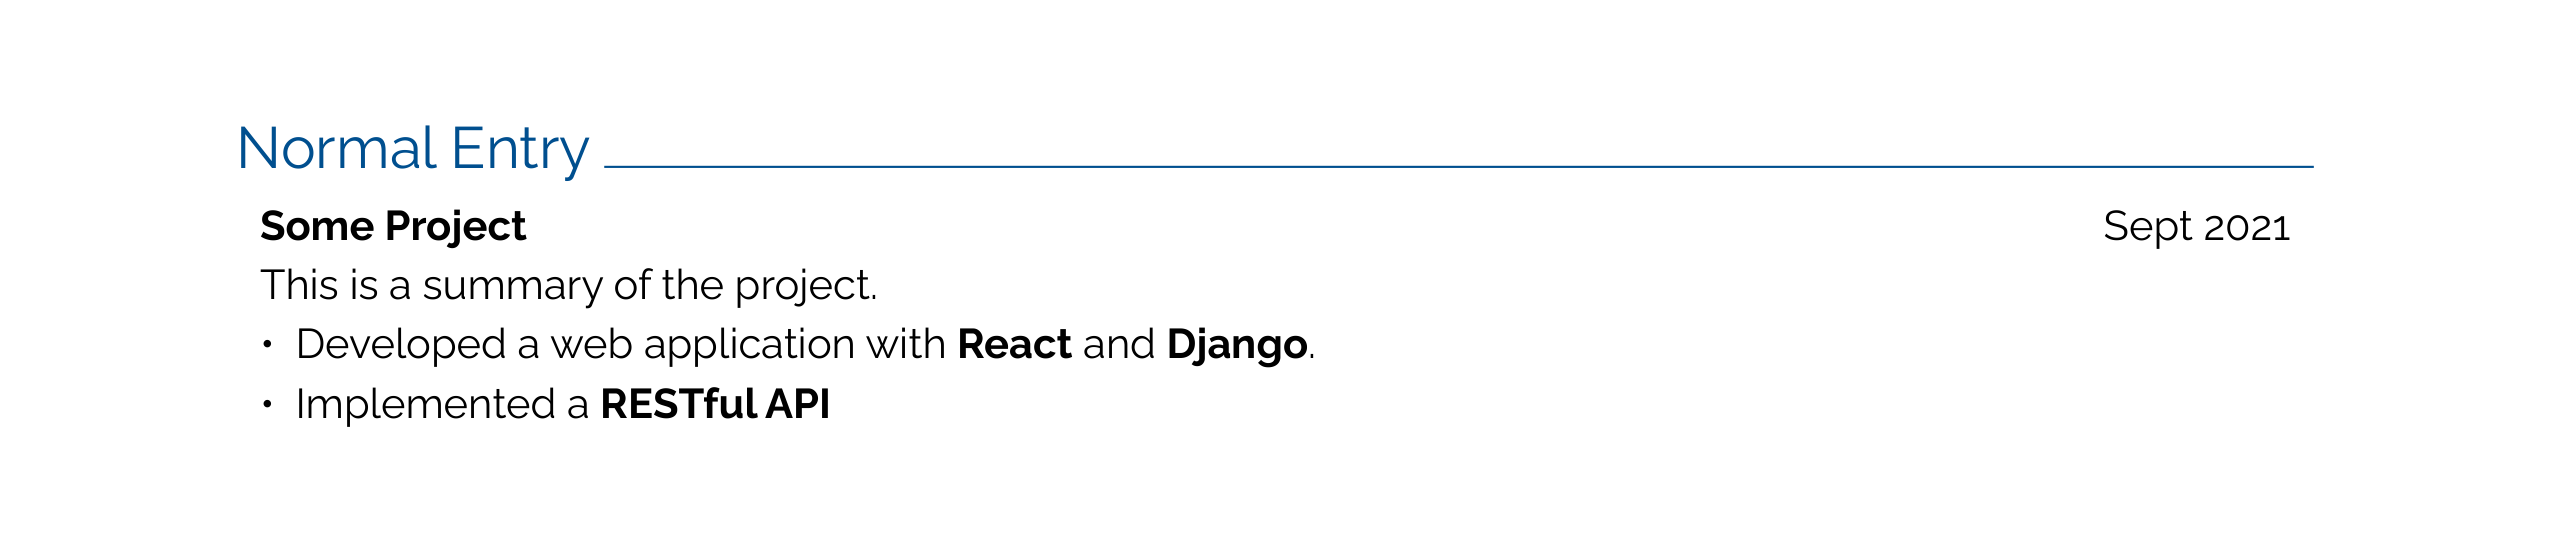 Normal Entry
Some Project Sept 2021
This is a summary of the project.
• Developed a web application with React and Django.
• Implemented a RESTful API